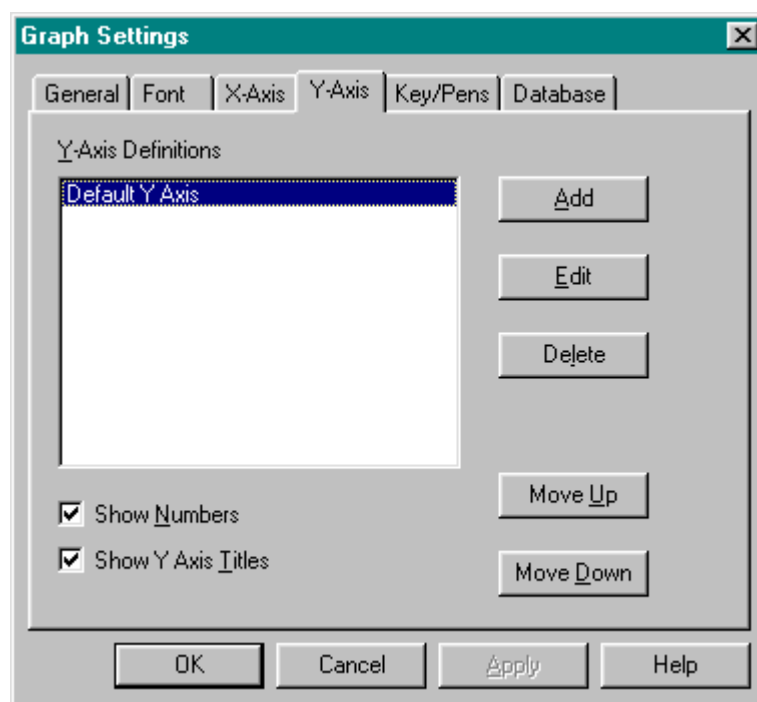 Graph Settings
General Font X-Axis Y-Axis Key/Pens Database
Y-Axis Definitions
Default Y Axis
Add
Edit
Delete
Move Up
Show Numbers
Show Y Axis Titles
Move Down
OK Cancel Apply Help